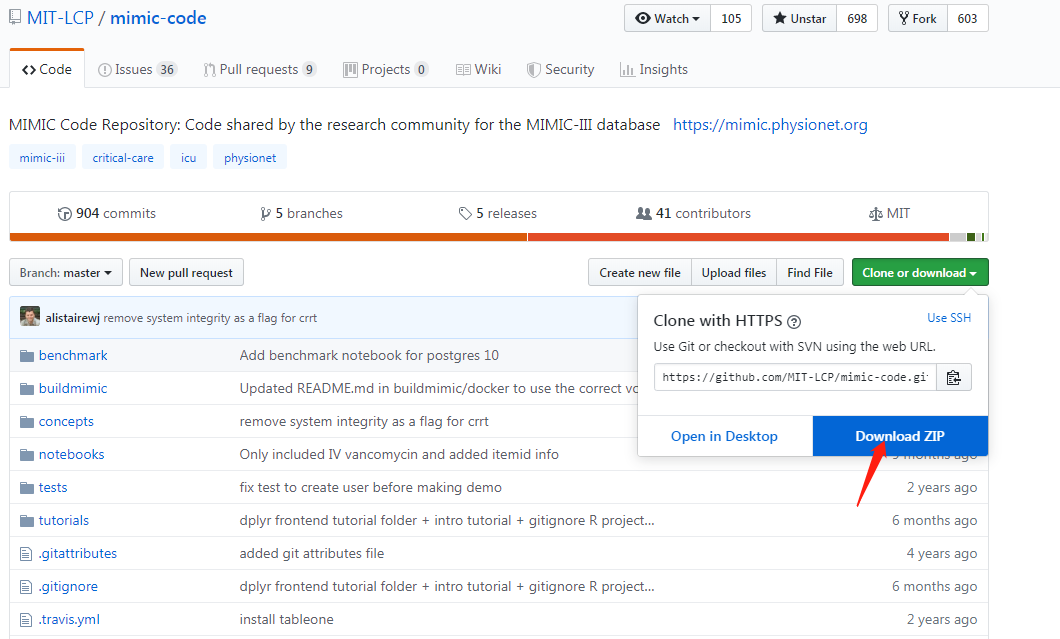 MIT-LCP / mimic-code
Watch 105 Unstar 698 Fork 603
Code Issues 36 Pull requests 9 Projects 0 Wiki Security Insights
MIMIC Code Repository: Code shared by the research community for the MIMIC-III database https://mimic.physionet.org
mimic-iii critical-care icu physionet
904 commits 5 branches 5 releases 41 contributors MIT
Branch: master New pull request Create new file Upload files Find File Clone or download
alistairewj remove system integrity as a flag for crrt
Clone with HTTPS Use SSH
Use Git or checkout with SVN using the web URL.
https://github.com/MIT-LCP/mimic-code.gi
Open in Desktop Download ZIP
benchmark Add benchmark notebook for postgres 10
buildmimic Updated README.md in buildmimic/docker to use the correct
concepts remove system integrity as a flag for crrt
notebooks Only included IV vancomycin and added itemid info months ago
tests fix test to create user before making demo 2 years ago
tutorials dplyr frontend tutorial folder + intro tutorial + gitignore R project... 6 months ago
.gitattributes added git attributes file 4 years ago
.gitignore dplyr frontend tutorial folder + intro tutorial + gitignore R project... 6 months ago
.travis.yml install tableone 2 years ago